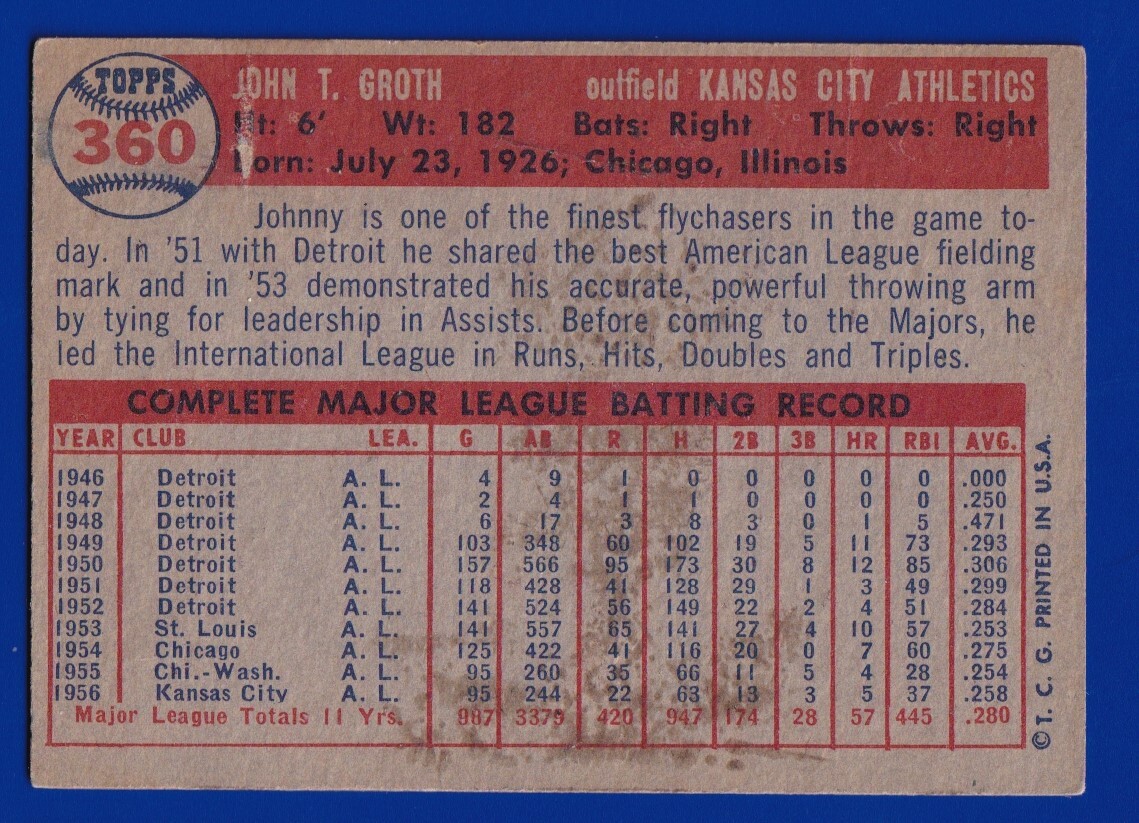 TOPPS
360
JOHN T. GROTH outfield KANSAS CITY ATHLETICS
Ht: 6' Wt: 182 Bats: Right Throws: Right
Born: July 23, 1926; Chicago, Illinois
Johnny is one of the finest flychasers in the game to-
day. In '51 with Detroit he shared the best American League fielding
mark and in '53 demonstrated his accurate, powerful throwing arm
by tying for leadership in Assists. Before coming to the Majors, he
led the International League in Runs, Hits, Doubles and Triples.
COMPLETE MAJOR LEAGUE BATTING RECORD
YEAR CLUB LEA. G AB R H 2B 3B HR RBI AVG.
1946 Detroit A. L. 4 9 1 0 0 0 0 0 .000
1947 Detroit A. L. 2 4 1 1 0 0 0 0 .250
1948 Detroit A. L. 6 17 3 8 3 0 1 5 .471
1949 Detroit A. L. 103 348 60 102 19 5 11 73 .293
1950 Detroit A. L. 157 566 95 173 30 8 12 85 .306
1951 Detroit A. L. 118 428 41 128 29 1 3 49 .299
1952 Detroit A. L. 141 524 56 149 22 2 4 51 .284
1953 St. Louis A. L. 141 557 65 141 27 4 10 57 .253
1954 Chicago A. L. 125 422 41 116 20 0 7 60 .275
1955 Chi.-Wash. A. L. 95 260 35 66 11 5 4 28 .254
1956 Kansas City A. L. 95 244 22 63 13 3 5 37 .258
Major League Totals 11 Yrs. 987 3379 420 947 174 28 57 445 .280
© T. C. G. PRINTED IN U.S.A.